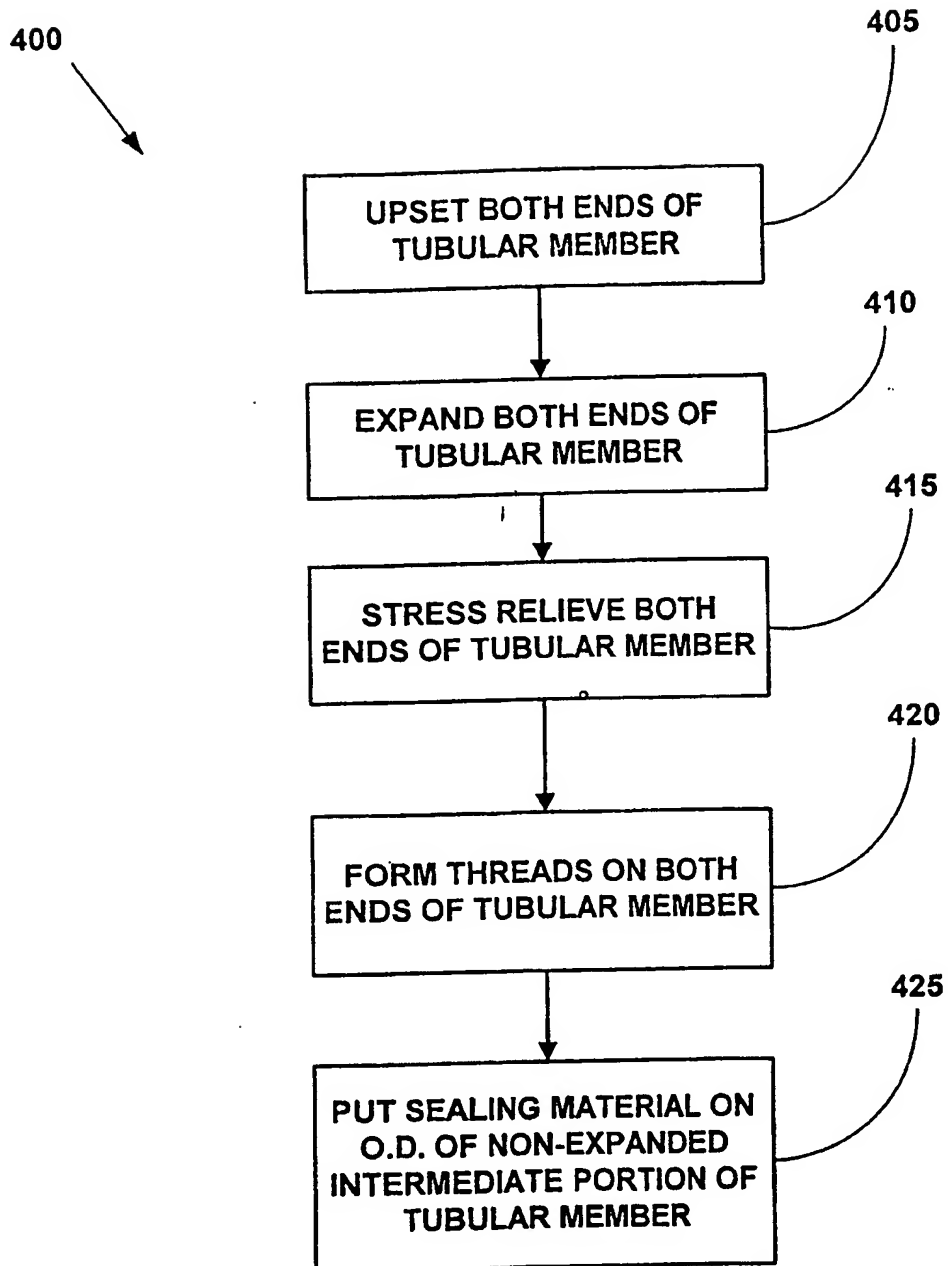 400
405
UPSET BOTH ENDS OF
TUBULAR MEMBER
410
EXPAND BOTH ENDS OF
TUBULAR MEMBER
415
STRESS RELIEVE BOTH
ENDS OF TUBULAR MEMBER
420
FORM THREADS ON BOTH
ENDS OF TUBULAR MEMBER
425
PUT SEALING MATERIAL ON
O.D. OF NON-EXPANDED
INTERMEDIATE PORTION OF
TUBULAR MEMBER